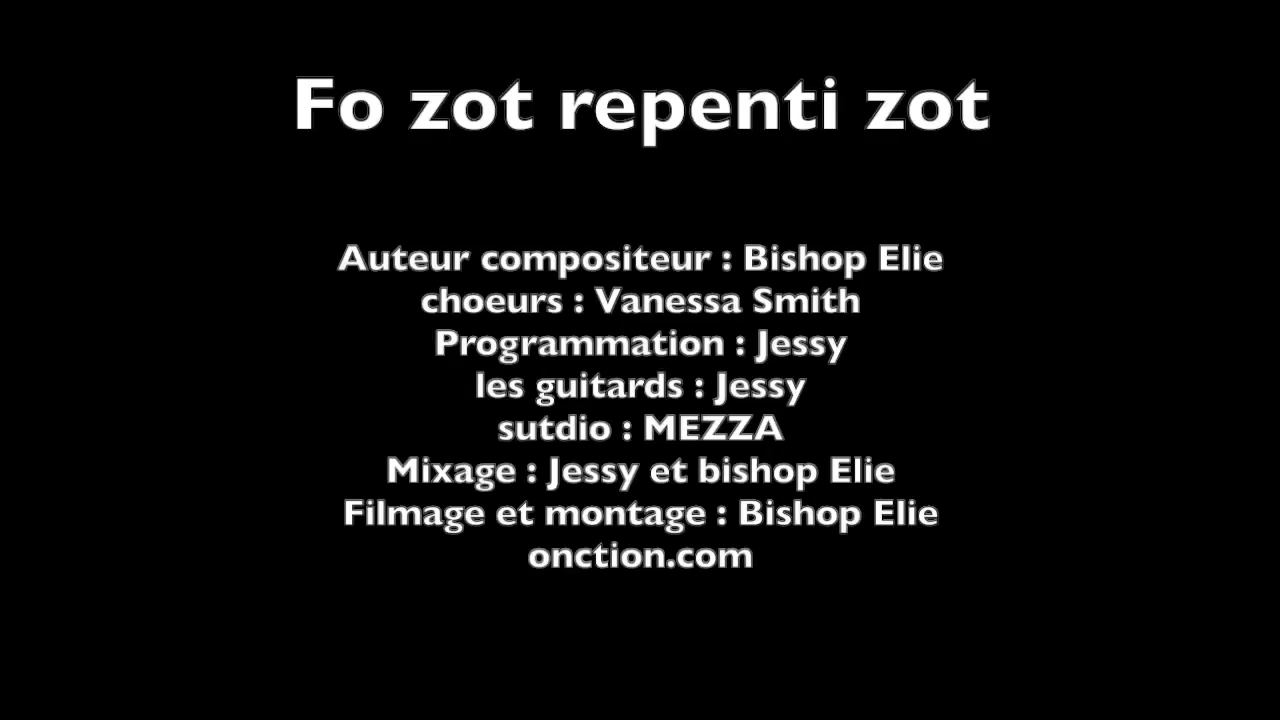 Fo zot repenti zot
Auteur compositeur : Bishop Elie
choeurs : Vanessa Smith
Programmation : Jessy
les guitards : Jessy
sutdio : MEZZA
Mixage : Jessy et bishop Elie
Filmage et montage : Bishop Elie
onction.com